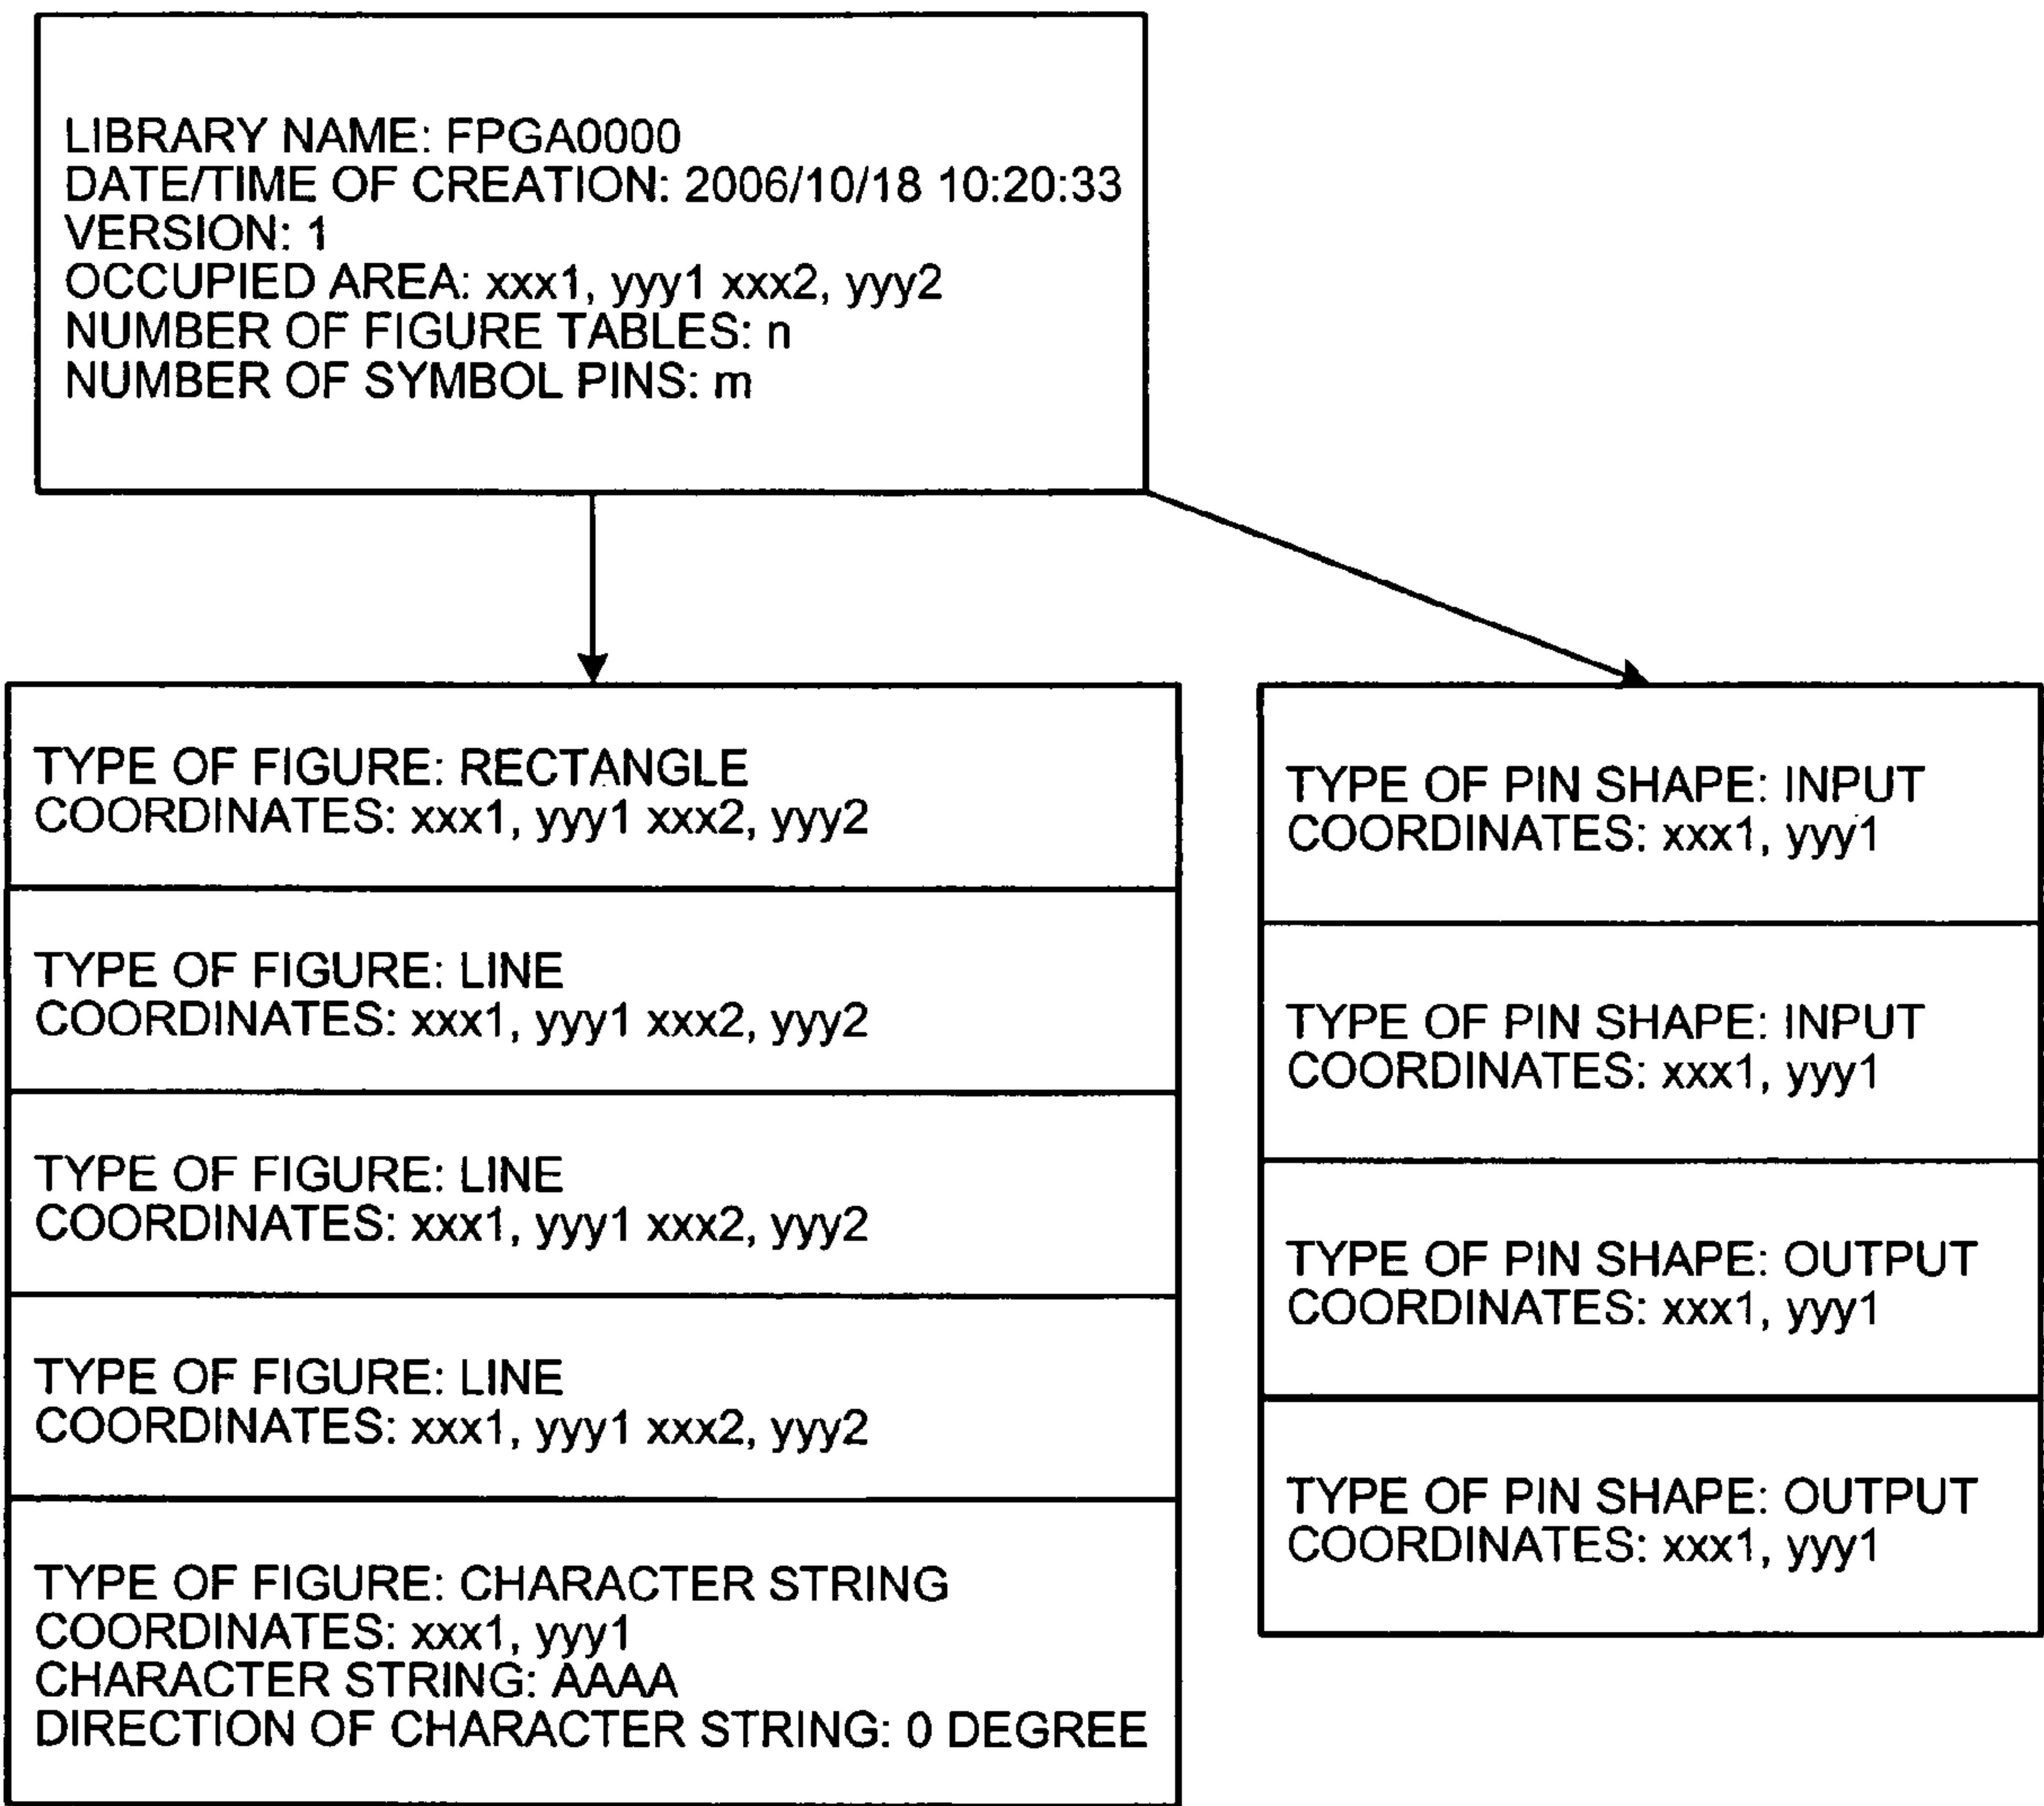 LIBRARY NAME: FPGA0000
DATE/TIME OF CREATION: 2006/10/18 10:20:33
VERSION: 1
OCCUPIED AREA: xxx1, yyy1 xxx2, yyy2
NUMBER OF FIGURE TABLES: n
NUMBER OF SYMBOL PINS: m
TYPE OF FIGURE: RECTANGLE
COORDINATES: xxx1, yyy1 xxx2, yyy2
TYPE OF FIGURE: LINE
COORDINATES: xxx1, yyy1 xxx2, yyy2
TYPE OF FIGURE: LINE
COORDINATES: xxx1, yyy1 xxx2, yyy2
TYPE OF FIGURE: LINE
COORDINATES: xxx1, yyy1 xxx2, yyy2
TYPE OF FIGURE: CHARACTER STRING
COORDINATES: xxx1, yyy1
CHARACTER STRING: AAAA
DIRECTION OF CHARACTER STRING: 0 DEGREE
TYPE OF PIN SHAPE: INPUT
COORDINATES: xxx1, yyy1
TYPE OF PIN SHAPE: INPUT
COORDINATES: xxx1, yyy1
TYPE OF PIN SHAPE: OUTPUT
COORDINATES: xxx1, yyy1
TYPE OF PIN SHAPE: OUTPUT
COORDINATES: xxx1, yyy1